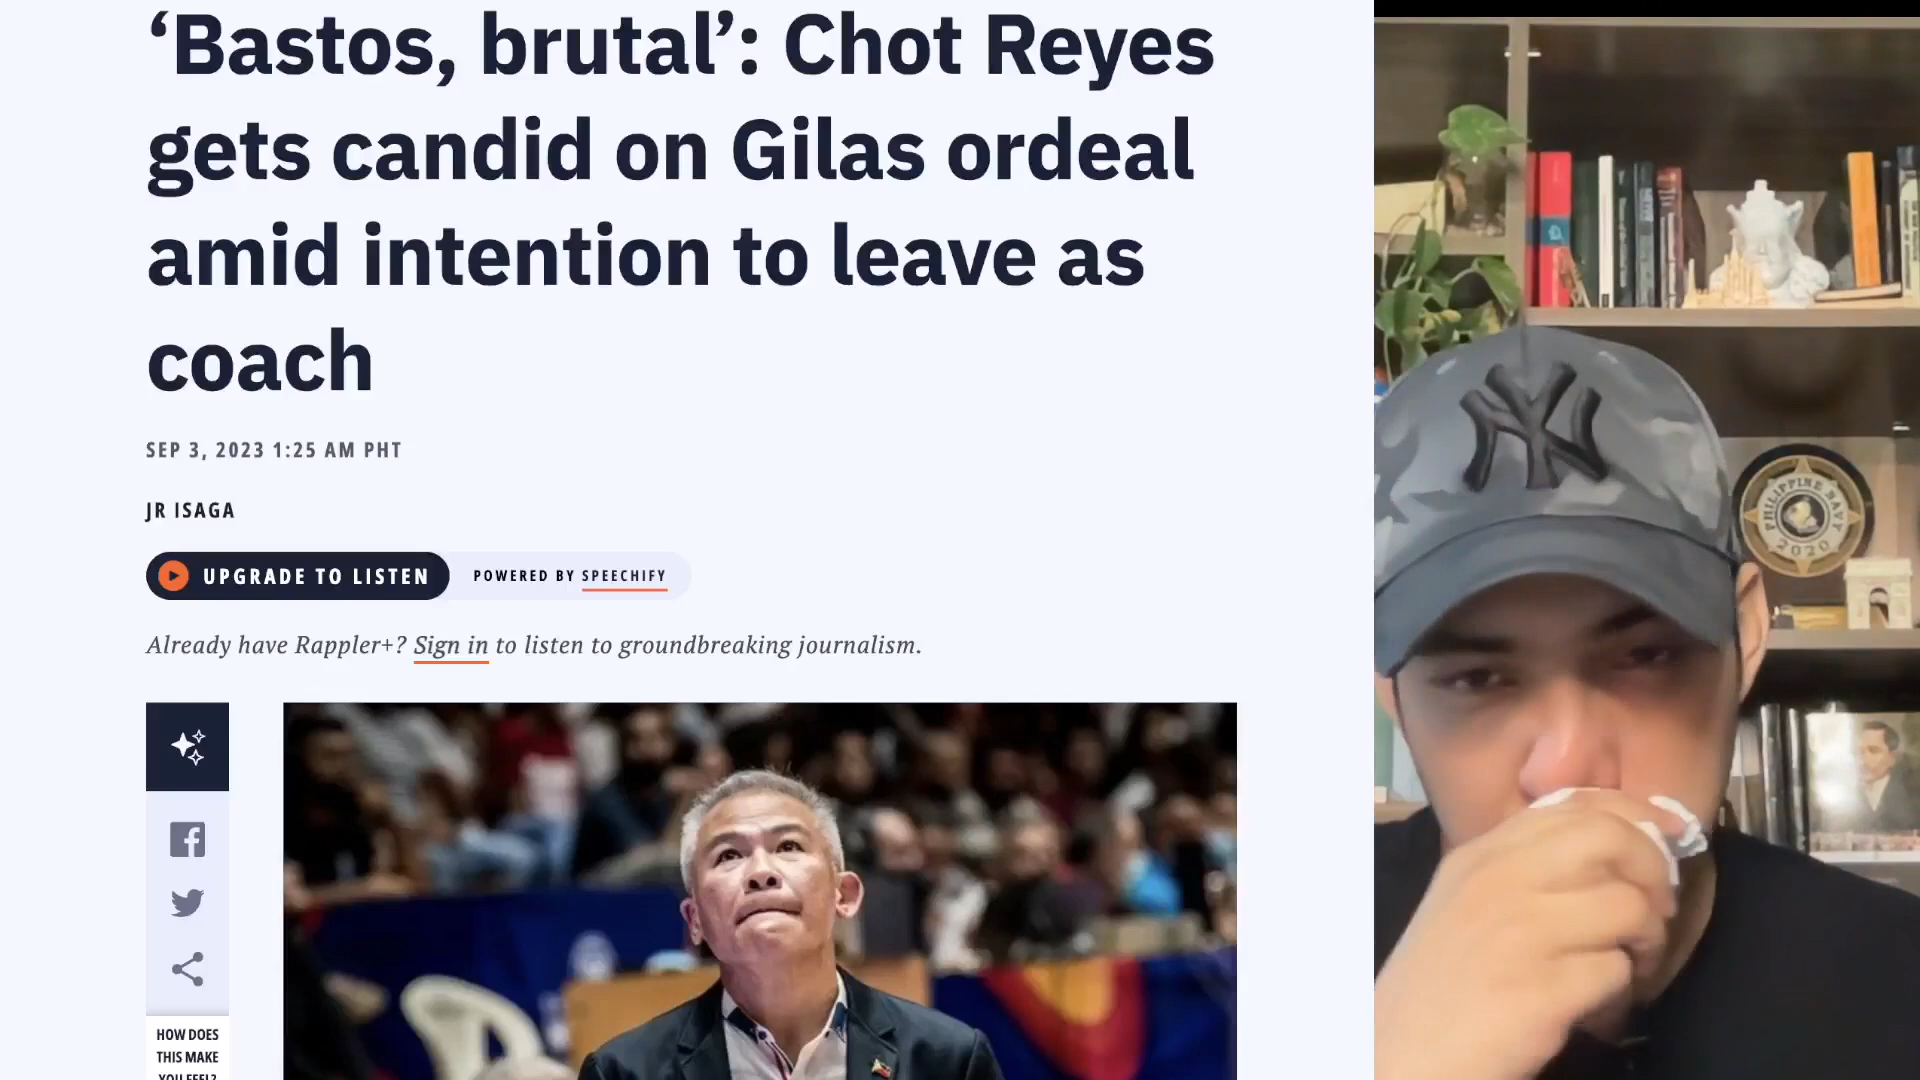 ‘Bastos, brutal’: Chot Reyes
gets candid on Gilas ordeal
amid intention to leave as
coach
SEP 3, 2023 1:25 AM PHT
JR ISAGA
UPGRADE TO LISTEN
POWERED BY SPEECHIFY
Already have Rappler+? Sign in to listen to groundbreaking journalism.
HOW DOES
THIS MAKE
YOU FEEL?
NY
PHILIPPINE NAVY
2020